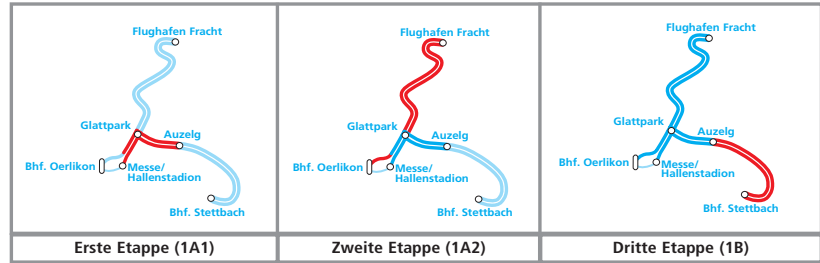 Flughafen Fracht
Glattpark
Auzelg
Bhf. Oerlikon
Messe/
Hallenstadion
Bhf. Stettbach
Erste Etappe (1A1)
Flughafen Fracht
Glattpark
Auzelg
Bhf. Oerlikon
Messe/
Hallenstadion
Bhf. Stettbach
Zweite Etappe (1A2)
Flughafen Fracht
Glattpark
Auzelg
Bhf. Oerlikon
Messe/
Hallenstadion
Bhf. Stettbach
Dritte Etappe (1B)